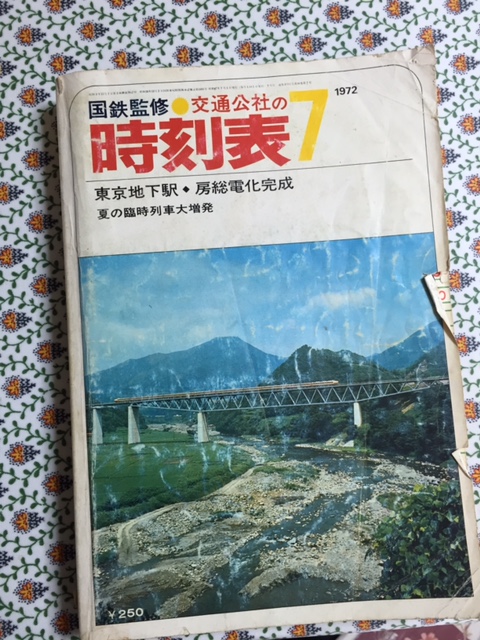 国鉄監修●交通公社の
時刻表7
1972
東京地下駅◆房総電化完成
夏の臨時列車大増発
¥250